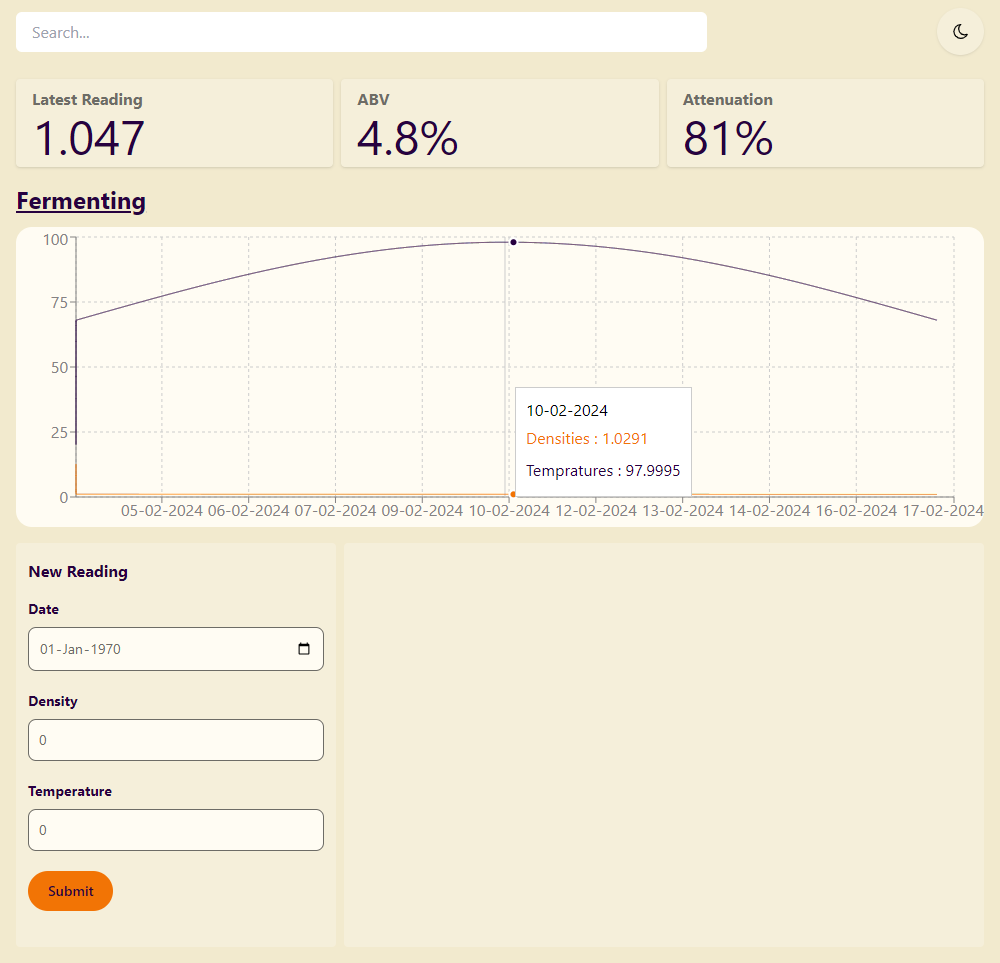 Search...
Latest Reading
1.047
ABV
4.8%
Attenuation
81%
Fermenting
100
75
50
25
0
10-02-2024
Densities : 1.0291
Tempratures : 97.9995
05-02-2024 06-02-2024 07-02-2024 09-02-2024 10-02-2024 12-02-2024 13-02-2024 14-02-2024 16-02-2024 17-02-2024
New Reading
Date
01-Jan-1970
Density
0
Temperature
0
Submit